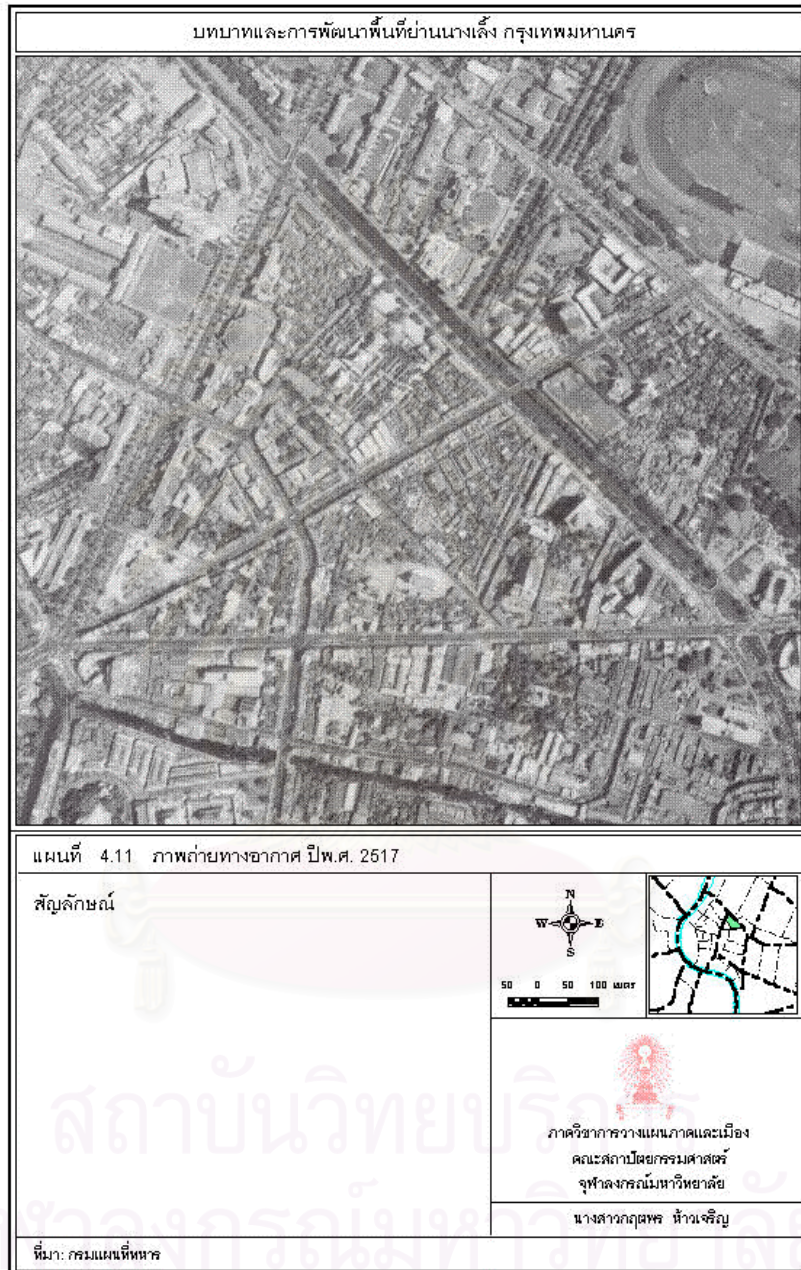 บทบาทและการพัฒนาพื้นที่ย่านนางเลิ้ง กรุงเทพมหานคร
แผนที่ 4.11 ภาพถ่ายทางอากาศ ปีพ.ศ. 2517
สัญลักษณ์
N
W E
S
50 0 50 100 เมตร
ภาควิชาการวางแผนภาคและเมือง
คณะสถาปัตยกรรมศาสตร์
จุฬาลงกรณ์มหาวิทยาลัย
นางสาวกฤตพร ห้าวเจริญ
ที่มา: กรมแผนที่ทหาร
สถาบันวิทยบริการ
จุฬาลงกรณ์มหาวิทยาลัย